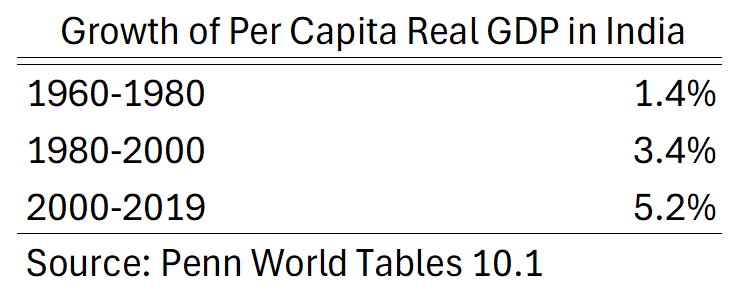 Growth of Per Capita Real GDP in India
1960-1980 1.4%
1980-2000 3.4%
2000-2019 5.2%
Source: Penn World Tables 10.1